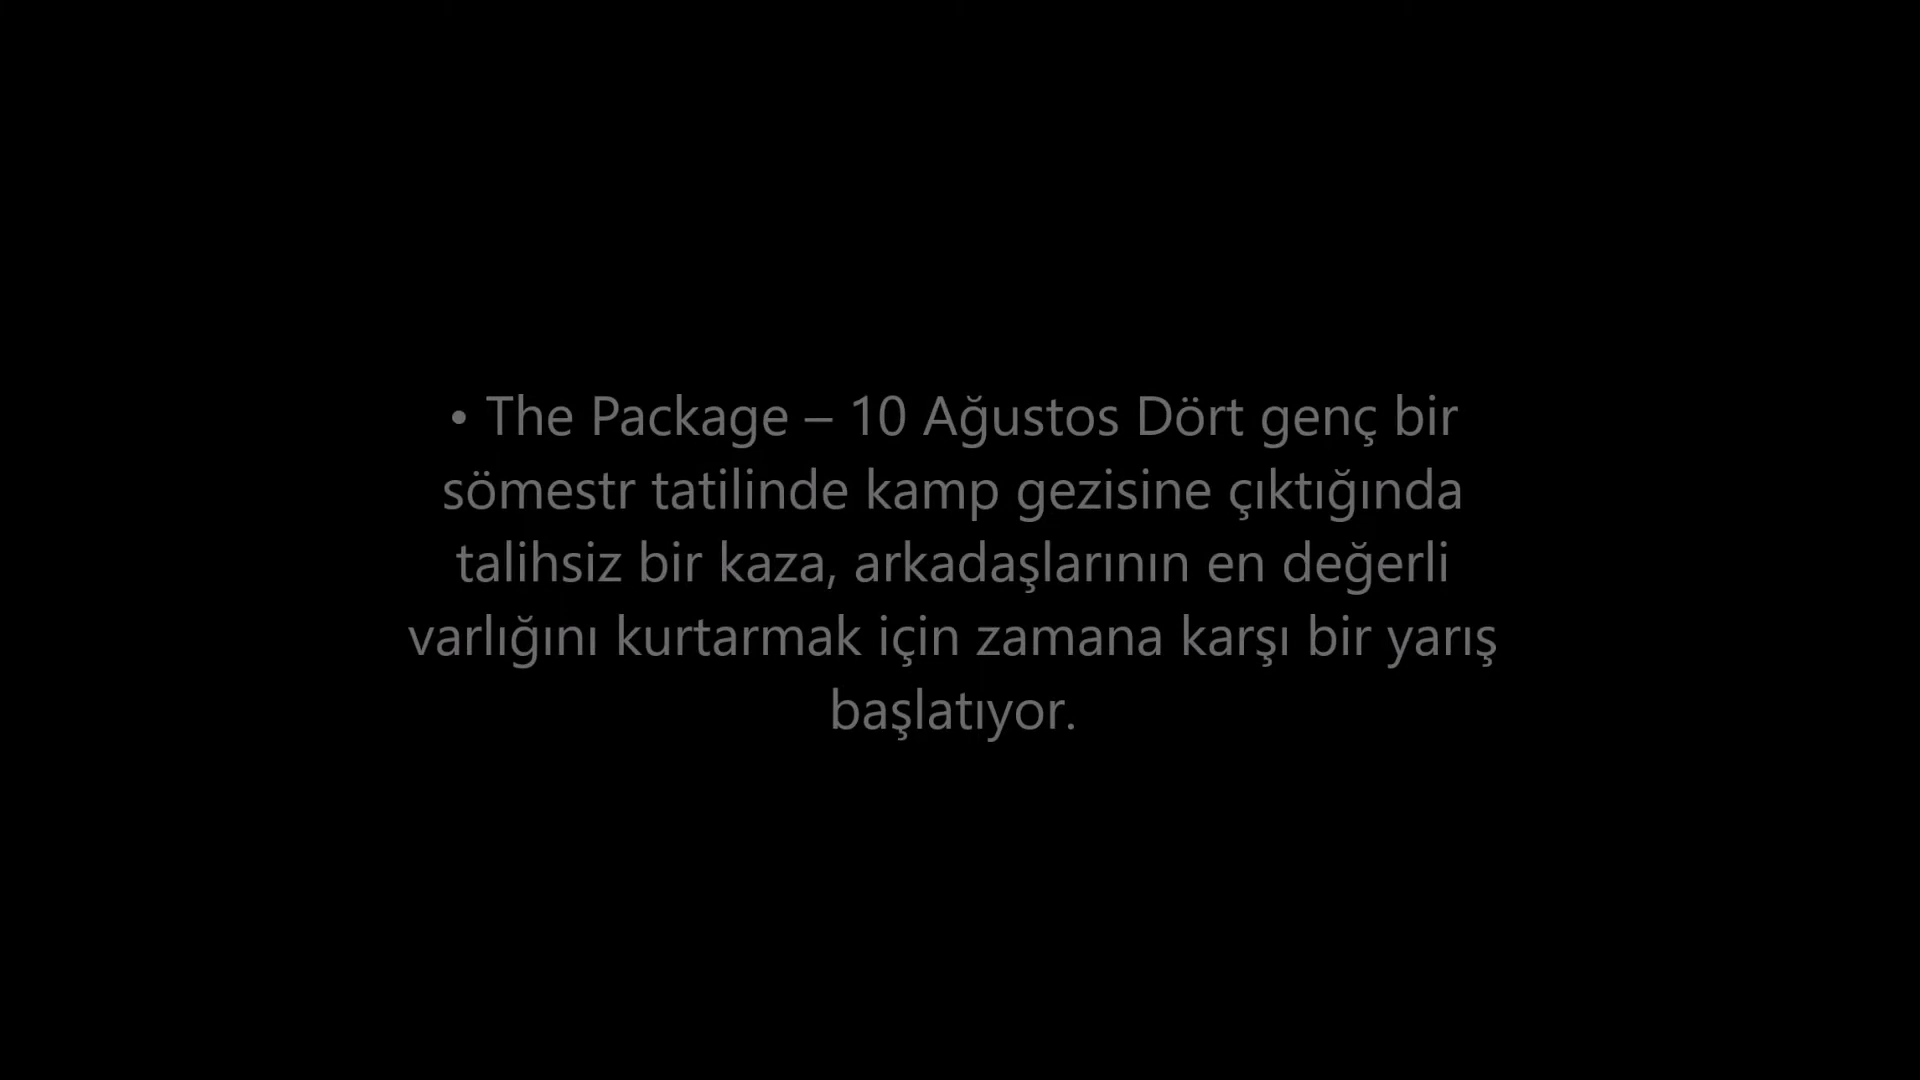 • The Package – 10 Ağustos Dört genç bir
sömestr tatilinde kamp gezisine çıktığında
talihsiz bir kaza, arkadaşlarının en değerli
varlığını kurtarmak için zamana karşı bir yarış
başlatıyor.